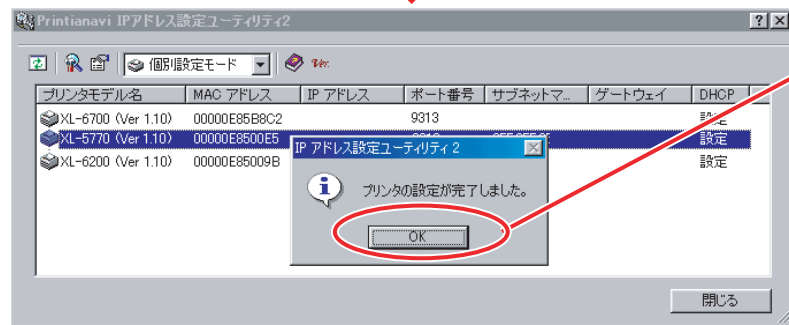 Printianavi IPアドレス設定ユーティリティ2
個別設定モード
Ver.
プリンタモデル名 MAC アドレス IP アドレス ポート番号 サブネットマ... ゲートウェイ DHCP
XL-6700 (Ver 1.10) 00000E85B8C2 9313 設定
XL-5770 (Ver 1.10) 00000E8500E5 設定
XL-6200 (Ver 1.10) 00000E85009B 設定
IP アドレス設定ユーティリティ 2
プリンタの設定が完了しました。
OK
閉じる